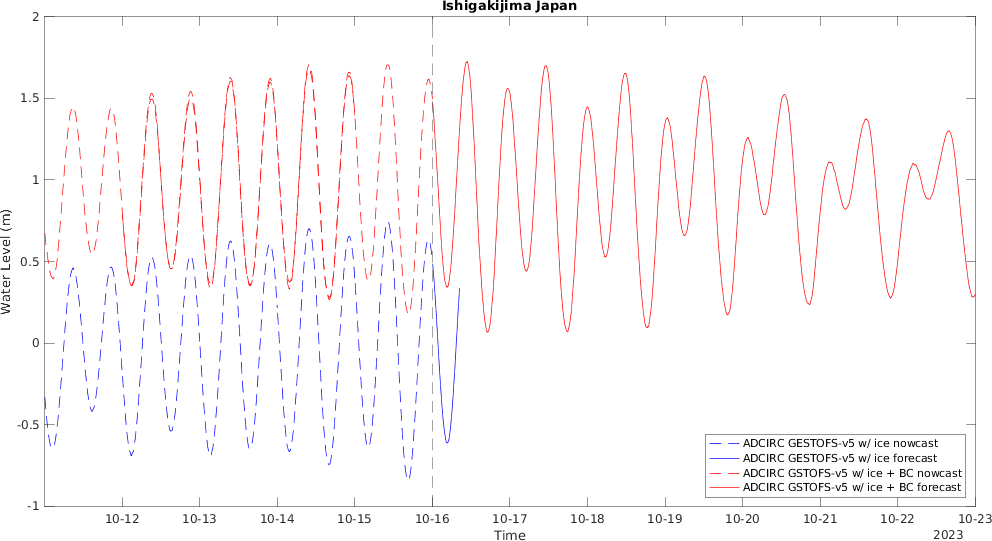 Ishigakijima Japan
2
1.5
1
0.5
0
-0.5
-1
Water Level (m)
10-12 10-13 10-14 10-15 10-16 10-17 10-18 10-19 10-20 10-21 10-22 10-23
Time
2023
ADCIRC GESTOFS-v5 w/ ice nowcast
ADCIRC GESTOFS-v5 w/ ice forecast
ADCIRC GSTOFS-v5 w/ ice + BC nowcast
ADCIRC GSTOFS-v5 w/ ice + BC forecast